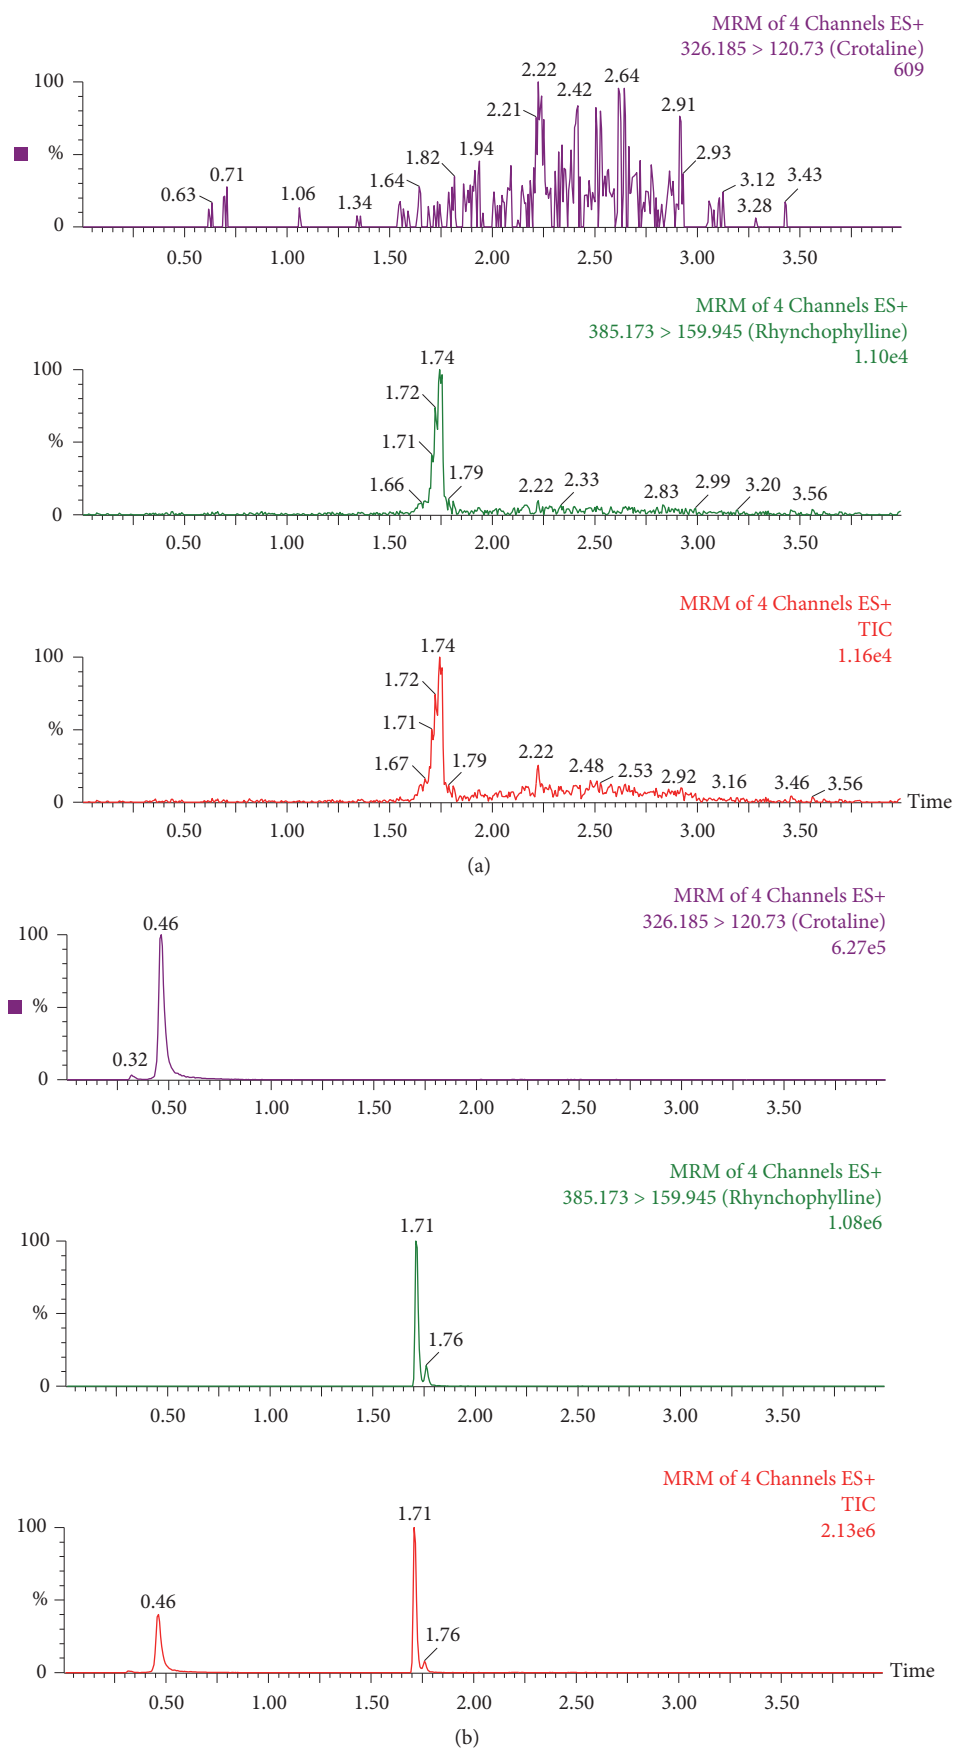 MRM of 4 Channels ES+
326.185 > 120.73 (Crotaline)
609
100
%
0
0.63
0.71
1.06
1.34
1.64
1.82
1.94
2.21
2.22
2.42
2.64
2.91
2.93
3.12
3.28
3.43
0.50 1.00 1.50 2.00 2.50 3.00 3.50
MRM of 4 Channels ES+
385.173 > 159.945 (Rhynchophylline)
1.10e4
100
%
0
1.74
1.72
1.71
1.66
1.79
2.22
2.33
2.83
2.99
3.20
3.56
0.50 1.00 1.50 2.00 2.50 3.00 3.50
MRM of 4 Channels ES+
TIC
1.16e4
100
%
0
1.74
1.72
1.71
1.67
1.79
2.22
2.48
2.53
2.92
3.16
3.46
3.56
Time
0.50 1.00 1.50 2.00 2.50 3.00 3.50
(a)
MRM of 4 Channels ES+
326.185 > 120.73 (Crotaline)
6.27e5
100
%
0
0.46
0.32
0.50 1.00 1.50 2.00 2.50 3.00 3.50
MRM of 4 Channels ES+
385.173 > 159.945 (Rhynchophylline)
1.08e6
100
%
0
1.71
1.76
0.50 1.00 1.50 2.00 2.50 3.00 3.50
MRM of 4 Channels ES+
TIC
2.13e6
100
%
0
1.71
0.46
1.76
Time
0.50 1.00 1.50 2.00 2.50 3.00 3.50
(b)